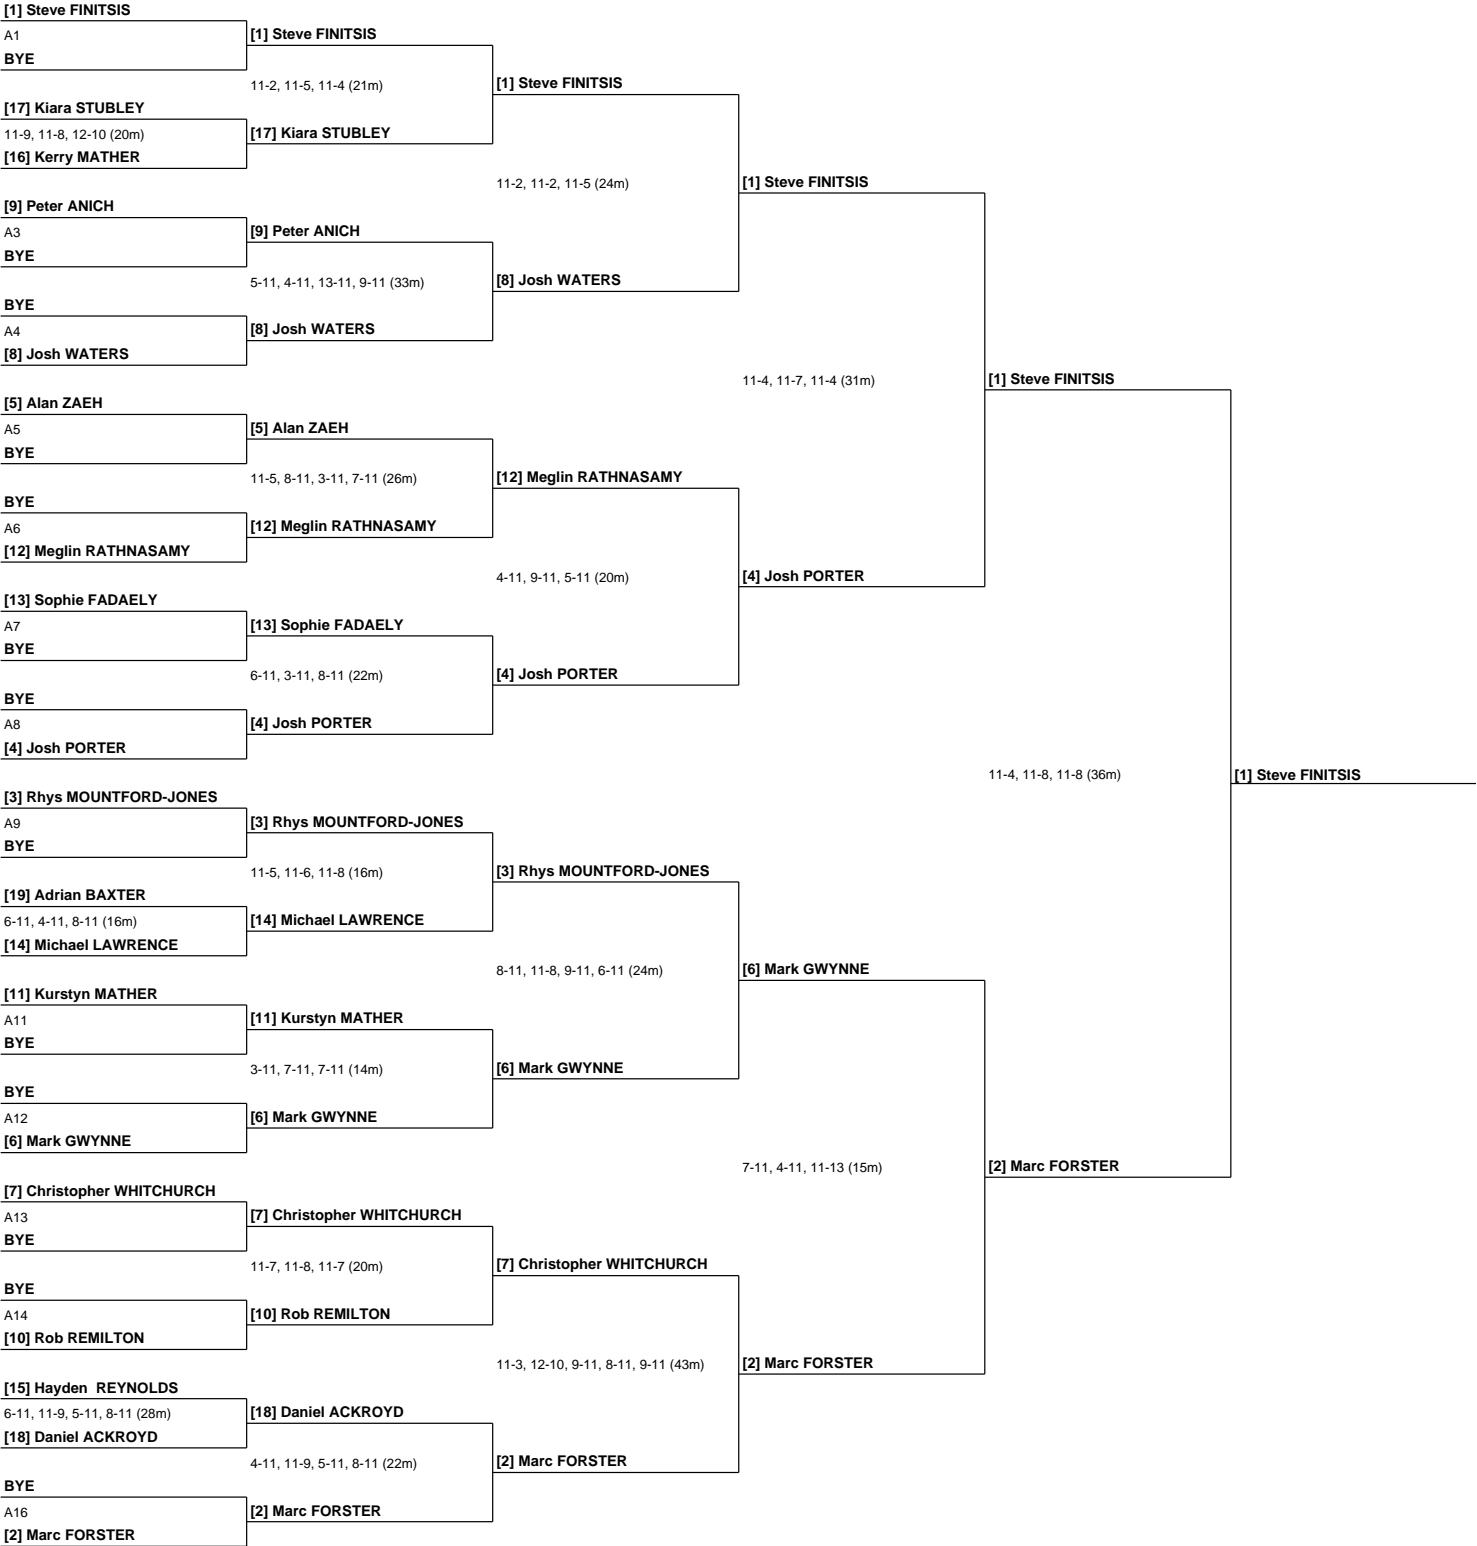 [1] Steve FINITSIS
A1
BYE
[17] Kiara STUBLEY
11-9, 11-8, 12-10 (20m)
[16] Kerry MATHER
[9] Peter ANICH
A3
BYE
BYE
A4
[8] Josh WATERS
[5] Alan ZAEH
A5
BYE
BYE
A6
[12] Meglin RATHNASAMY
[13] Sophie FADAELY
A7
BYE
BYE
A8
[4] Josh PORTER
[3] Rhys MOUNTFORD-JONES
A9
BYE
[19] Adrian BAXTER
6-11, 4-11, 8-11 (16m)
[14] Michael LAWRENCE
[11] Kurstyn MATHER
A11
BYE
BYE
A12
[6] Mark GWYNNE
[7] Christopher WHITCHURCH
A13
BYE
BYE
A14
[10] Rob REMILTON
[15] Hayden  REYNOLDS
6-11, 11-9, 5-11, 8-11 (28m)
[18] Daniel ACKROYD
BYE
A16
[2] Marc FORSTER
[1] Steve FINITSIS
11-2, 11-5, 11-4 (21m)
[17] Kiara STUBLEY
[9] Peter ANICH
5-11, 4-11, 13-11, 9-11 (33m)
[8] Josh WATERS
[5] Alan ZAEH
11-5, 8-11, 3-11, 7-11 (26m)
[12] Meglin RATHNASAMY
[13] Sophie FADAELY
6-11, 3-11, 8-11 (22m)
[4] Josh PORTER
[3] Rhys MOUNTFORD-JONES
11-5, 11-6, 11-8 (16m)
[14] Michael LAWRENCE
[11] Kurstyn MATHER
3-11, 7-11, 7-11 (14m)
[6] Mark GWYNNE
[7] Christopher WHITCHURCH
11-7, 11-8, 11-7 (20m)
[10] Rob REMILTON
[18] Daniel ACKROYD
4-11, 11-9, 5-11, 8-11 (22m)
[2] Marc FORSTER
[1] Steve FINITSIS
11-2, 11-2, 11-5 (24m)
[8] Josh WATERS
[12] Meglin RATHNASAMY
4-11, 9-11, 5-11 (20m)
[4] Josh PORTER
[3] Rhys MOUNTFORD-JONES
8-11, 11-8, 9-11, 6-11 (24m)
[6] Mark GWYNNE
[7] Christopher WHITCHURCH
11-3, 12-10, 9-11, 8-11, 9-11 (43m)
[2] Marc FORSTER
[1] Steve FINITSIS
11-4, 11-7, 11-4 (31m)
[4] Josh PORTER
[6] Mark GWYNNE
7-11, 4-11, 11-13 (15m)
[2] Marc FORSTER
[1] Steve FINITSIS
11-4, 11-8, 11-8 (36m)
[2] Marc FORSTER
[1] Steve FINITSIS